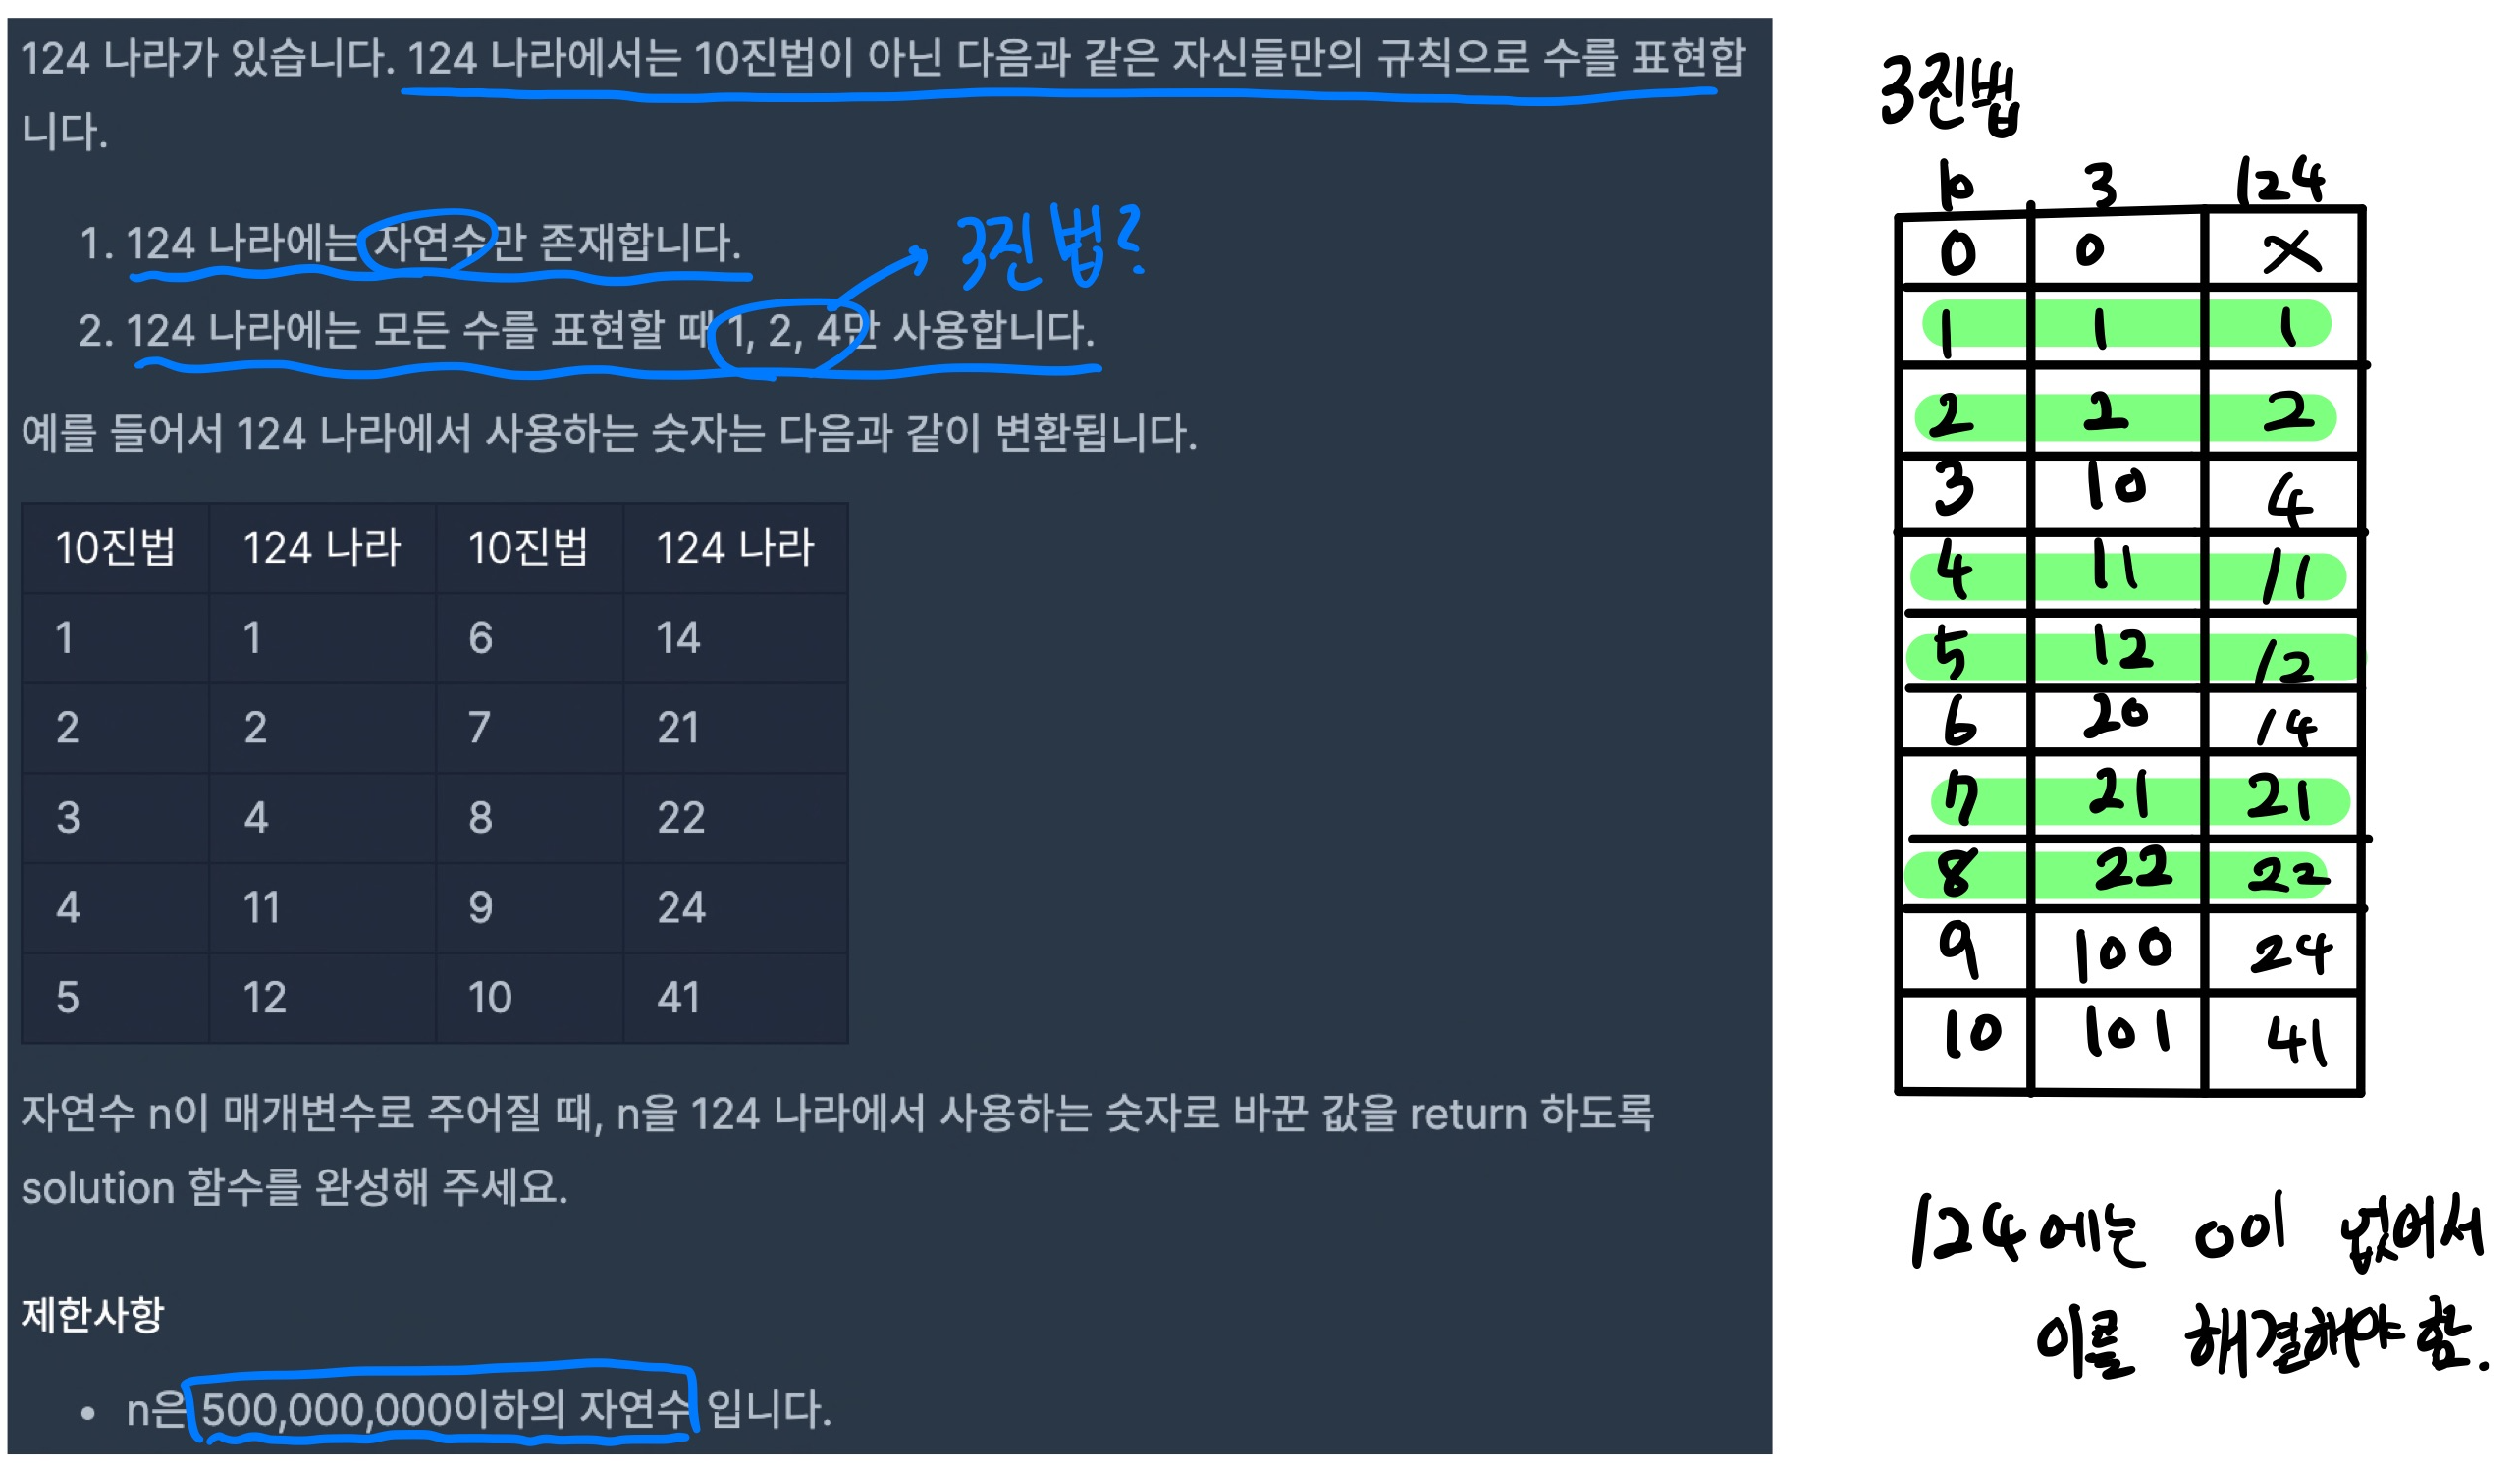 124 나라가 있습니다. 124 나라에서는 10진법이 아닌 다음과 같은 자신들만의 규칙으로 수를 표현합
니다.
1. 124 나라에는 자연수만 존재합니다.
3진법?
2. 124 나라에는 모든 수를 표현할 때 1, 2, 4만 사용합니다.
예를 들어서 124 나라에서 사용하는 숫자는 다음과 같이 변환됩니다.
10진법 124 나라 10진법 124 나라
1 1 6 14
2 2 7 21
3 4 8 22
4 11 9 24
5 12 10 41
자연수 n이 매개변수로 주어질 때, n을 124 나라에서 사용하는 숫자로 바꾼 값을 return 하도록
solution 함수를 완성해 주세요.
제한사항
• n은 500,000,000이하의 자연수 입니다.
3진법
10 3 124
0 0 X
1 1 1
2 2 2
3 10 4
4 11 11
5 12 12
6 20 14
7 21 21
8 22 22
9 100 24
10 101 41
124에는 0이 없어서
이를 해결해야 함.